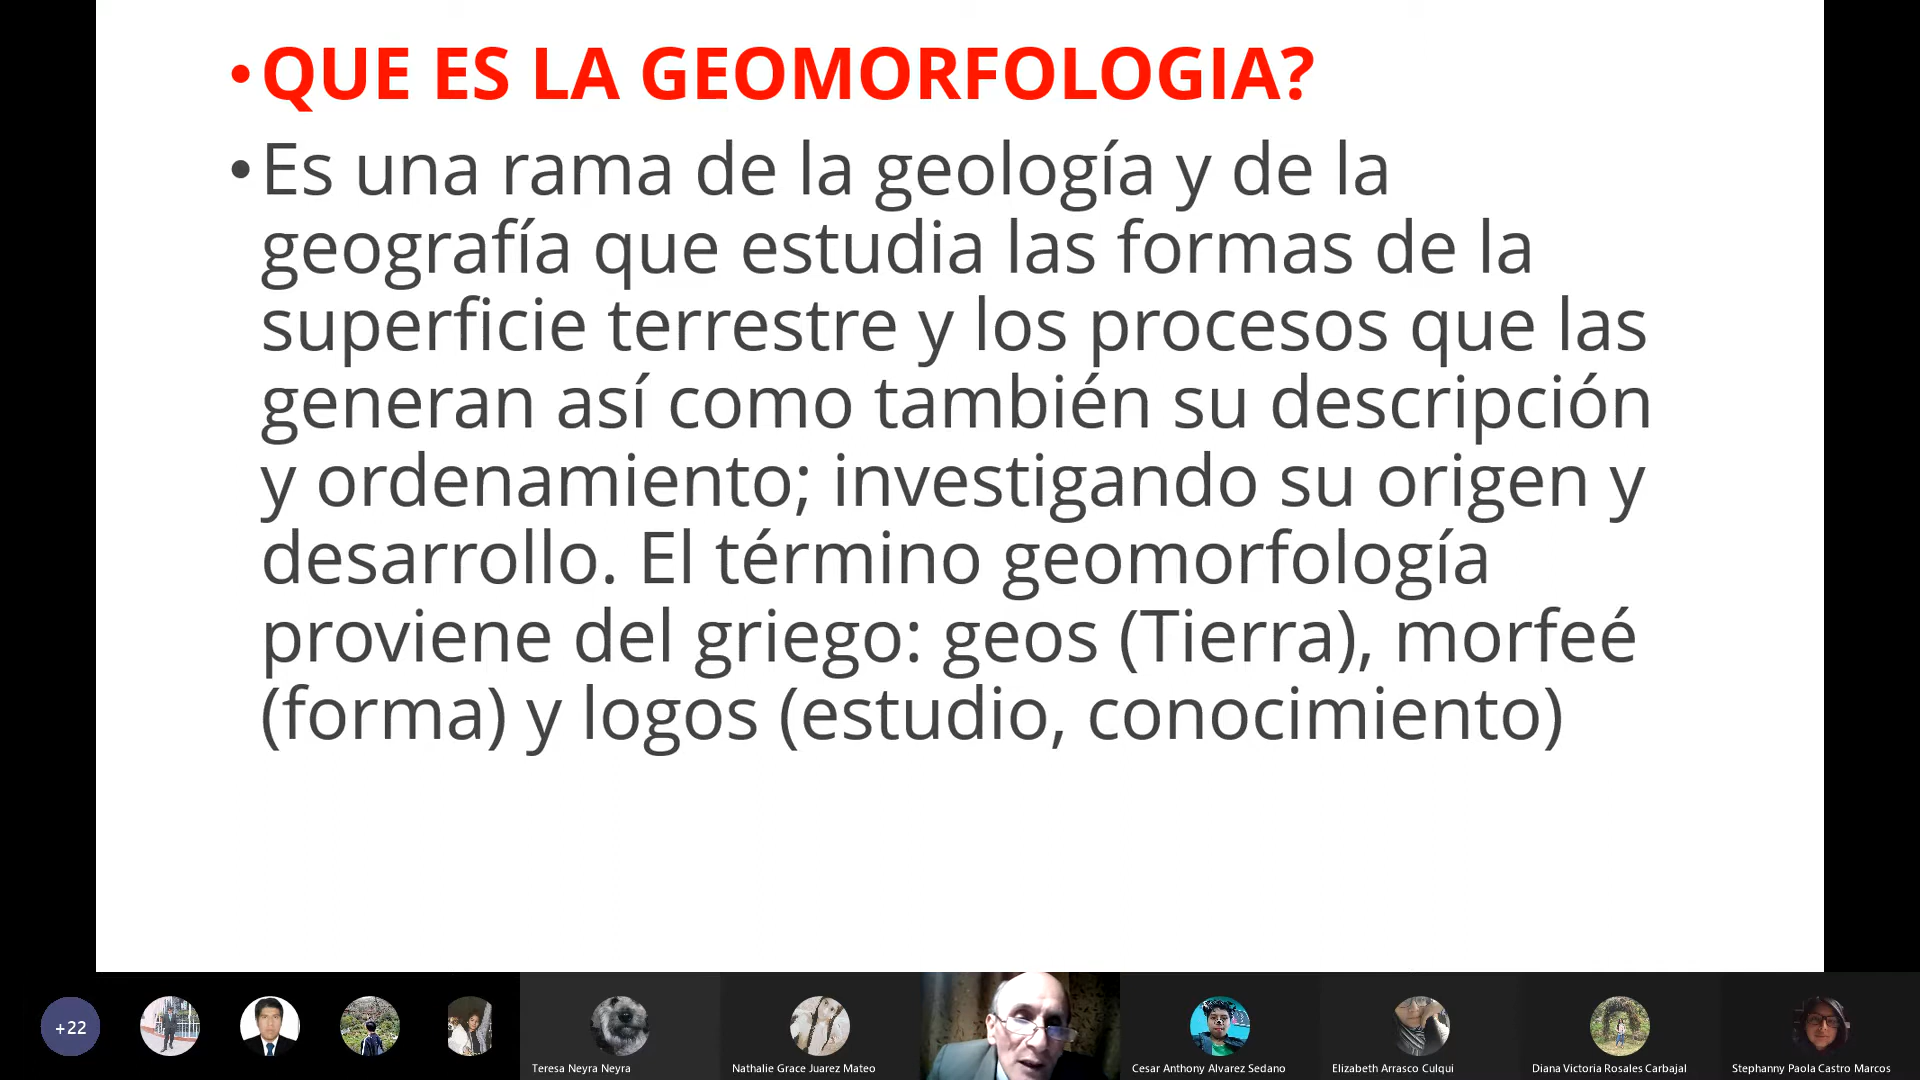 • QUE ES LA GEOMORFOLOGIA?
• Es una rama de la geología y de la
geografía que estudia las formas de la
superficie terrestre y los procesos que las
generan así como también su descripción
y ordenamiento; investigando su origen y
desarrollo. El término geomorfología
proviene del griego: geos (Tierra), morfeé
(forma) y logos (estudio, conocimiento)
+22
Teresa Neyra Neyra
Nathalie Grace Juarez Mateo
Cesar Anthony Alvarez Sedano
Elizabeth Arrasco Culqui
Diana Victoria Rosales Carbajal
Stephanny Paola Castro Marcos